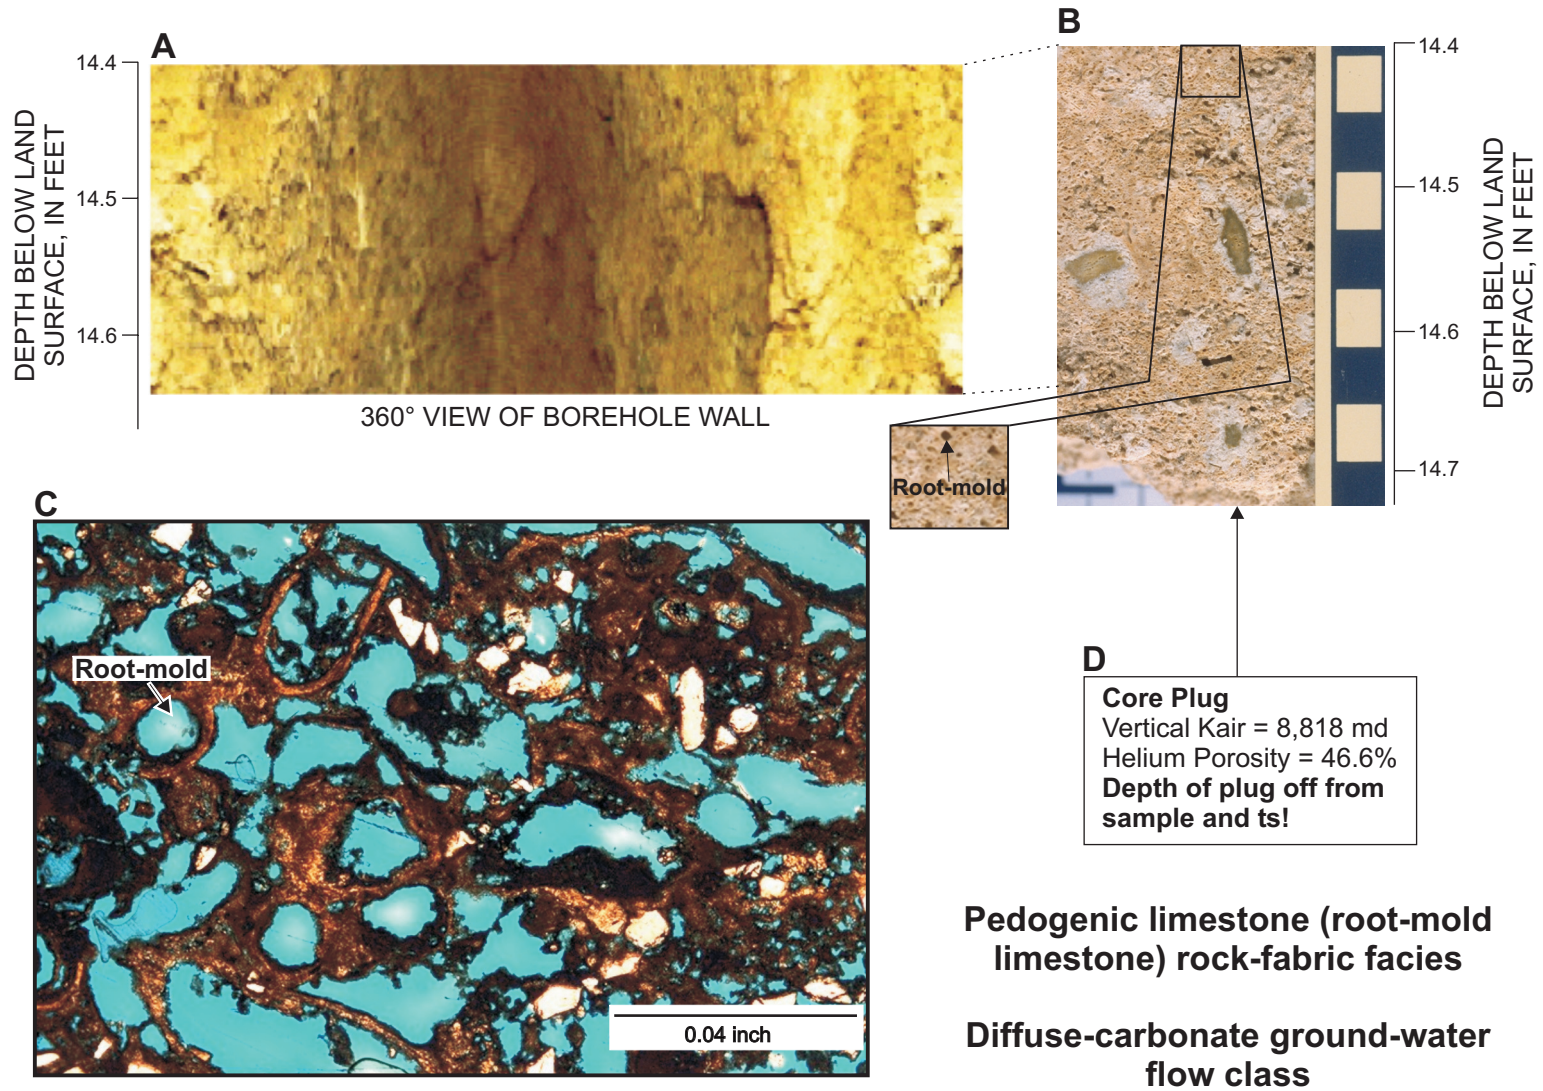 A
14.4
14.5
14.6
DEPTH BELOW LAND
SURFACE, IN FEET
360° VIEW OF BOREHOLE WALL
B
14.4
14.5
14.6
14.7
DEPTH BELOW LAND
SURFACE, IN FEET
Root-mold
C
Root-mold
0.04 inch
D
Core Plug
Vertical Kair = 8,818 md
Helium Porosity = 46.6%
Depth of plug off from
sample and ts!
Pedogenic limestone (root-mold
limestone) rock-fabric facies
Diffuse-carbonate ground-water
flow class